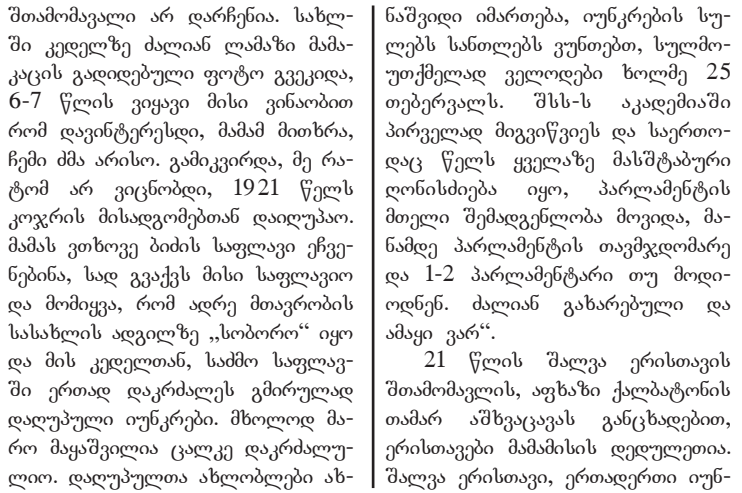 შთამომავალი არ დარჩენია. სახლ-
ში კედელზე ძალიან ლამაზი მამა-
კაცის გადიდებული ფოტო გვეკიდა,
6-7 წლის ვიყავი მისი ვინაობით
რომ დავინტერესდი, მამამ მითხრა,
ჩემი ძმა არისო. გამიკვირდა, მე რა-
ტომ არ ვიცნობდი, 1921 წელს
კოჯრის მისადგომებთან დაიღუპაო.
მამას ვთხოვე ბიძის საფლავი ეჩვე-
ნებინა, სად გვაქვს მისი საფლავიო
და მომიყვა, რომ ადრე მთავრობის
სასახლის ადგილზე „სობორო“ იყო
და მის კედელთან, საძმო საფლავ-
ში ერთად დაკრძალეს გმირულად
დაღუპული იუნკრები. მხოლოდ მა-
რო მაყაშვილია ცალკე დაკრძალუ-
ლიო. დაღუპულთა ახლობლები ახ-
ნაშვიდი იმართება, იუნკრების სუ-
ლებს სანთლებს ვუნთებთ, სულმო-
უთქმელად ველოდები ხოლმე 25
თებერვალს. შსს-ს აკადემიაში
პირველად მიგვიწვიეს და საერთო-
დაც წელს ყველაზე მასშტაბური
ღონისძიება იყო, პარლამენტის
მთელი შემადგენლობა მოვიდა, მა-
ნამდე პარლამენტის თავმჯდომარე
და 1-2 პარლამენტარი თუ მოდი-
ოდნენ. ძალიან გახარებული და
ამაყი ვარ“.
21 წლის შალვა ერისთავის
შთამომავლის, აფხაზი ქალბატონის
თამარ აშხვაცავას განცხადებით,
ერისთავები მამამისის დედულეთია.
შალვა ერისთავი, ერთადერთი იუნ-